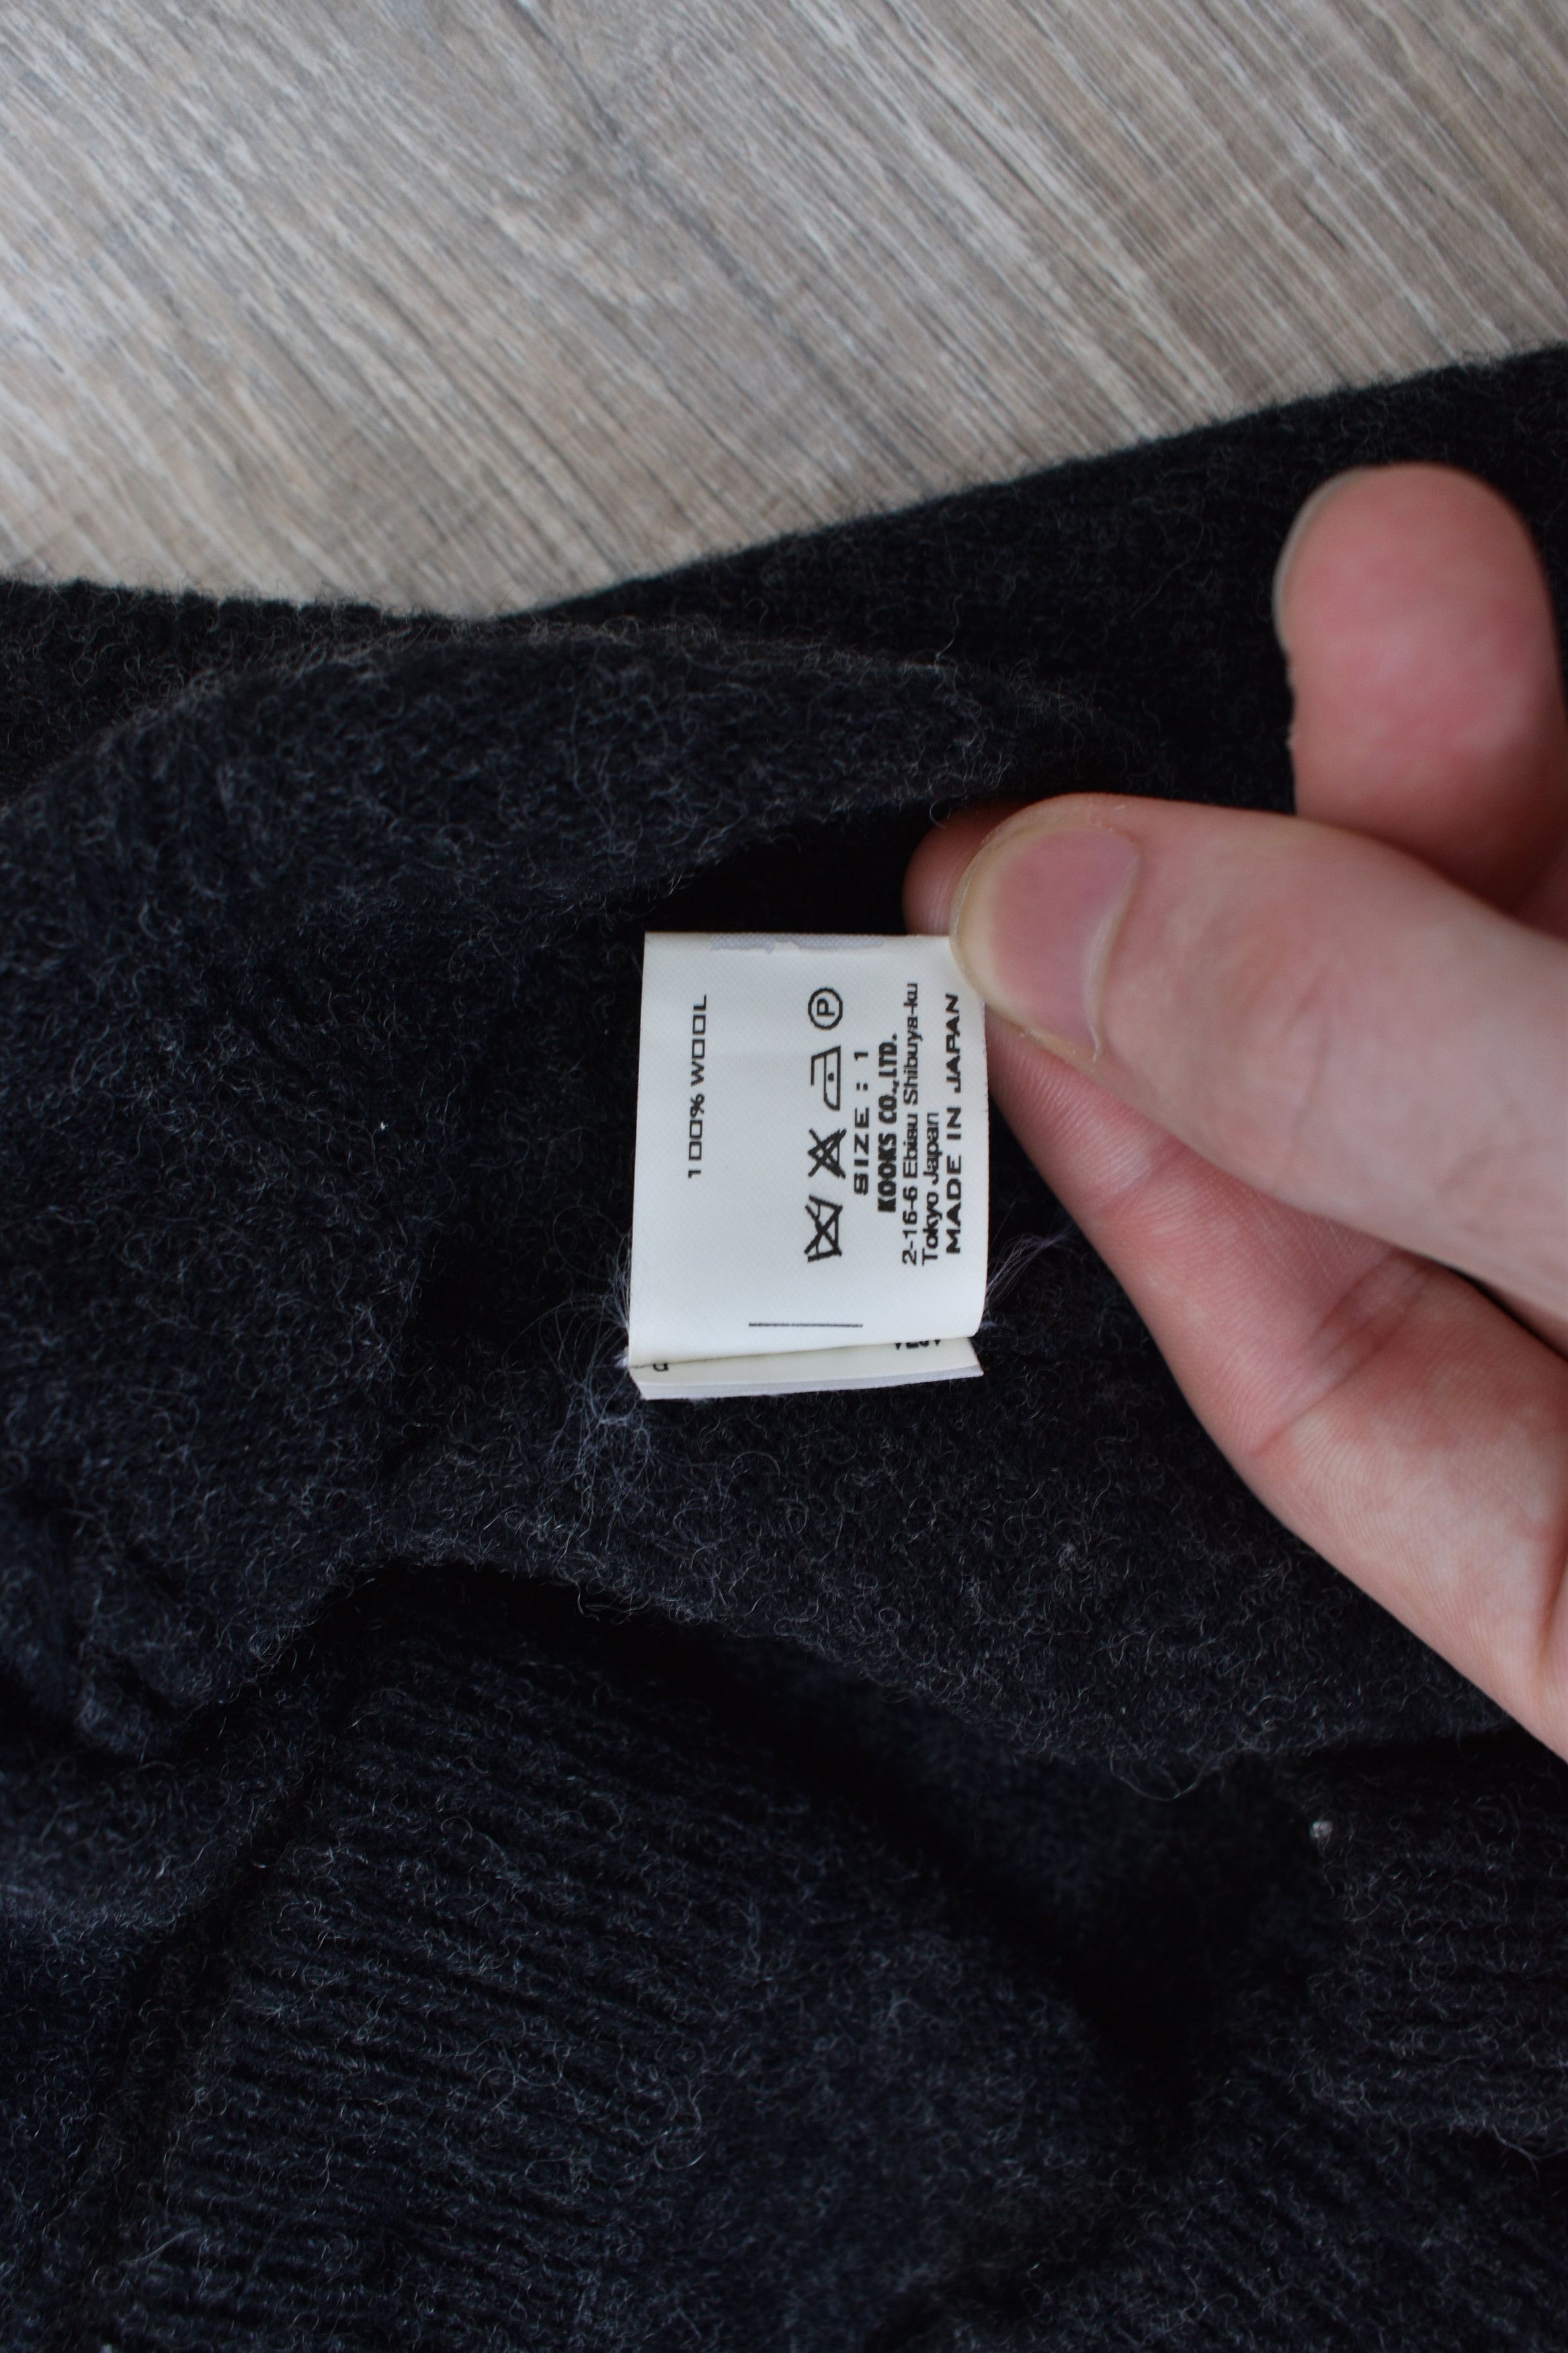 100% WOOL
P
SIZE : 1
KOOKS CO.,LTD.
2-16-6 Ebisu Shibuya-ku
Tokyo Japan
MADE IN JAPAN